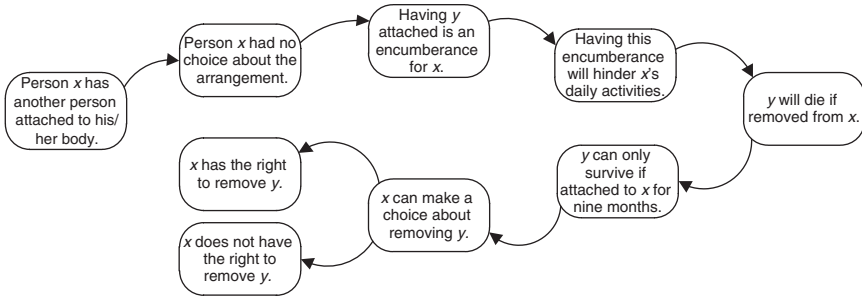 Person x has
another person
attached to his/
her body.
Person x had no
choice about the
arrangement.
Having y
attached is an
encumberance
for x.
Having this
encumberance
will hinder x's
daily activities.
y will die if
removed from x.
y can only
survive if
attached to x for
nine months.
x can make a
choice about
removing y.
x has the right
to remove y.
x does not have
the right to
remove y.